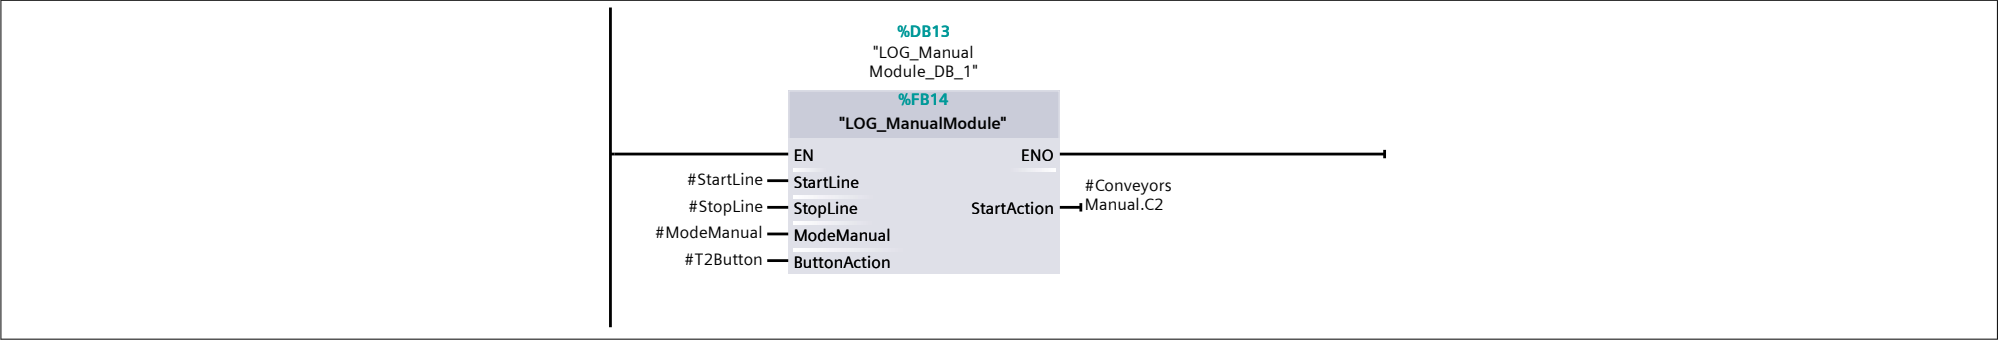 %DB13
"LOG_Manual
Module_DB_1"
%FB14
"LOG_ManualModule"
EN
ENO
#StartLine
StartLine
#StopLine
StopLine
StartAction
#Conveyors
Manual.C2
#ModeManual
ModeManual
#T2Button
ButtonAction